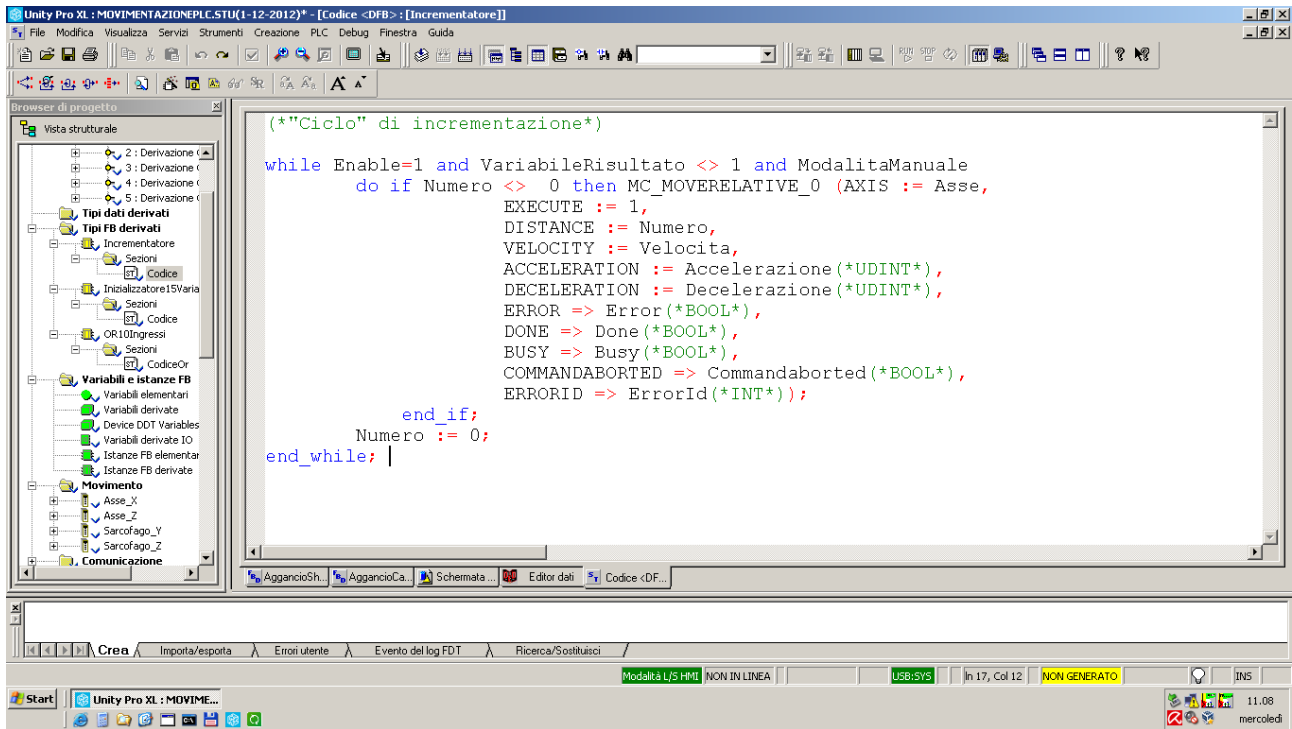 Unity Pro XL : MOVIMENTAZIONEPLC.STU(1-12-2012)* - [Codice <DFB> : [Incrementatore]]
File Modifica Visualizza Servizi Strumenti Creazione PLC Debug Finestra Guida
Browser di progetto
Vista strutturale
2 : Derivazione
3 : Derivazione
4 : Derivazione
5 : Derivazione
Tipi dati derivati
Tipi FB derivati
Incrementatore
Sezioni
Codice
Inizializzatore15Varia
Sezioni
Codice
OR10Ingressi
Sezioni
CodiceOr
Variabili e istanze FB
Variabili elementari
Variabili derivate
Device DDT Variables
Variabili derivate IO
Istanze FB elementar
Istanze FB derivate
Movimento
Asse_X
Asse_Z
Sarcofago_Y
Sarcofago_Z
Comunicazione
(*"Ciclo" di incrementazione*)
while Enable=1 and VariabileRisultato <> 1 and ModalitaManuale
do if Numero <> 0 then MC_MOVERELATIVE_0 (AXIS := Asse,
EXECUTE := 1,
DISTANCE := Numero,
VELOCITY := Velocita,
ACCELERATION := Accelerazione(*UDINT*),
DECELERATION := Decelerazione(*UDINT*),
ERROR => Error(*BOOL*),
DONE => Done(*BOOL*),
BUSY => Busy(*BOOL*),
COMMANDABORTED => Commandaborted(*BOOL*),
ERRORID => ErrorId(*INT*));
end_if;
Numero := 0;
end_while;
AggancioSh... AggancioCa... Schermata ... Editor dati Codice <DF...
Crea Importa/esporta Errori utente Evento del log FDT Ricerca/Sostituisci
Modalità L/S HMI NON IN LINEA USB:SYS ln 17, Col 12 NON GENERATO INS
Start Unity Pro XL : MOVIME... 11.08
mercoledì